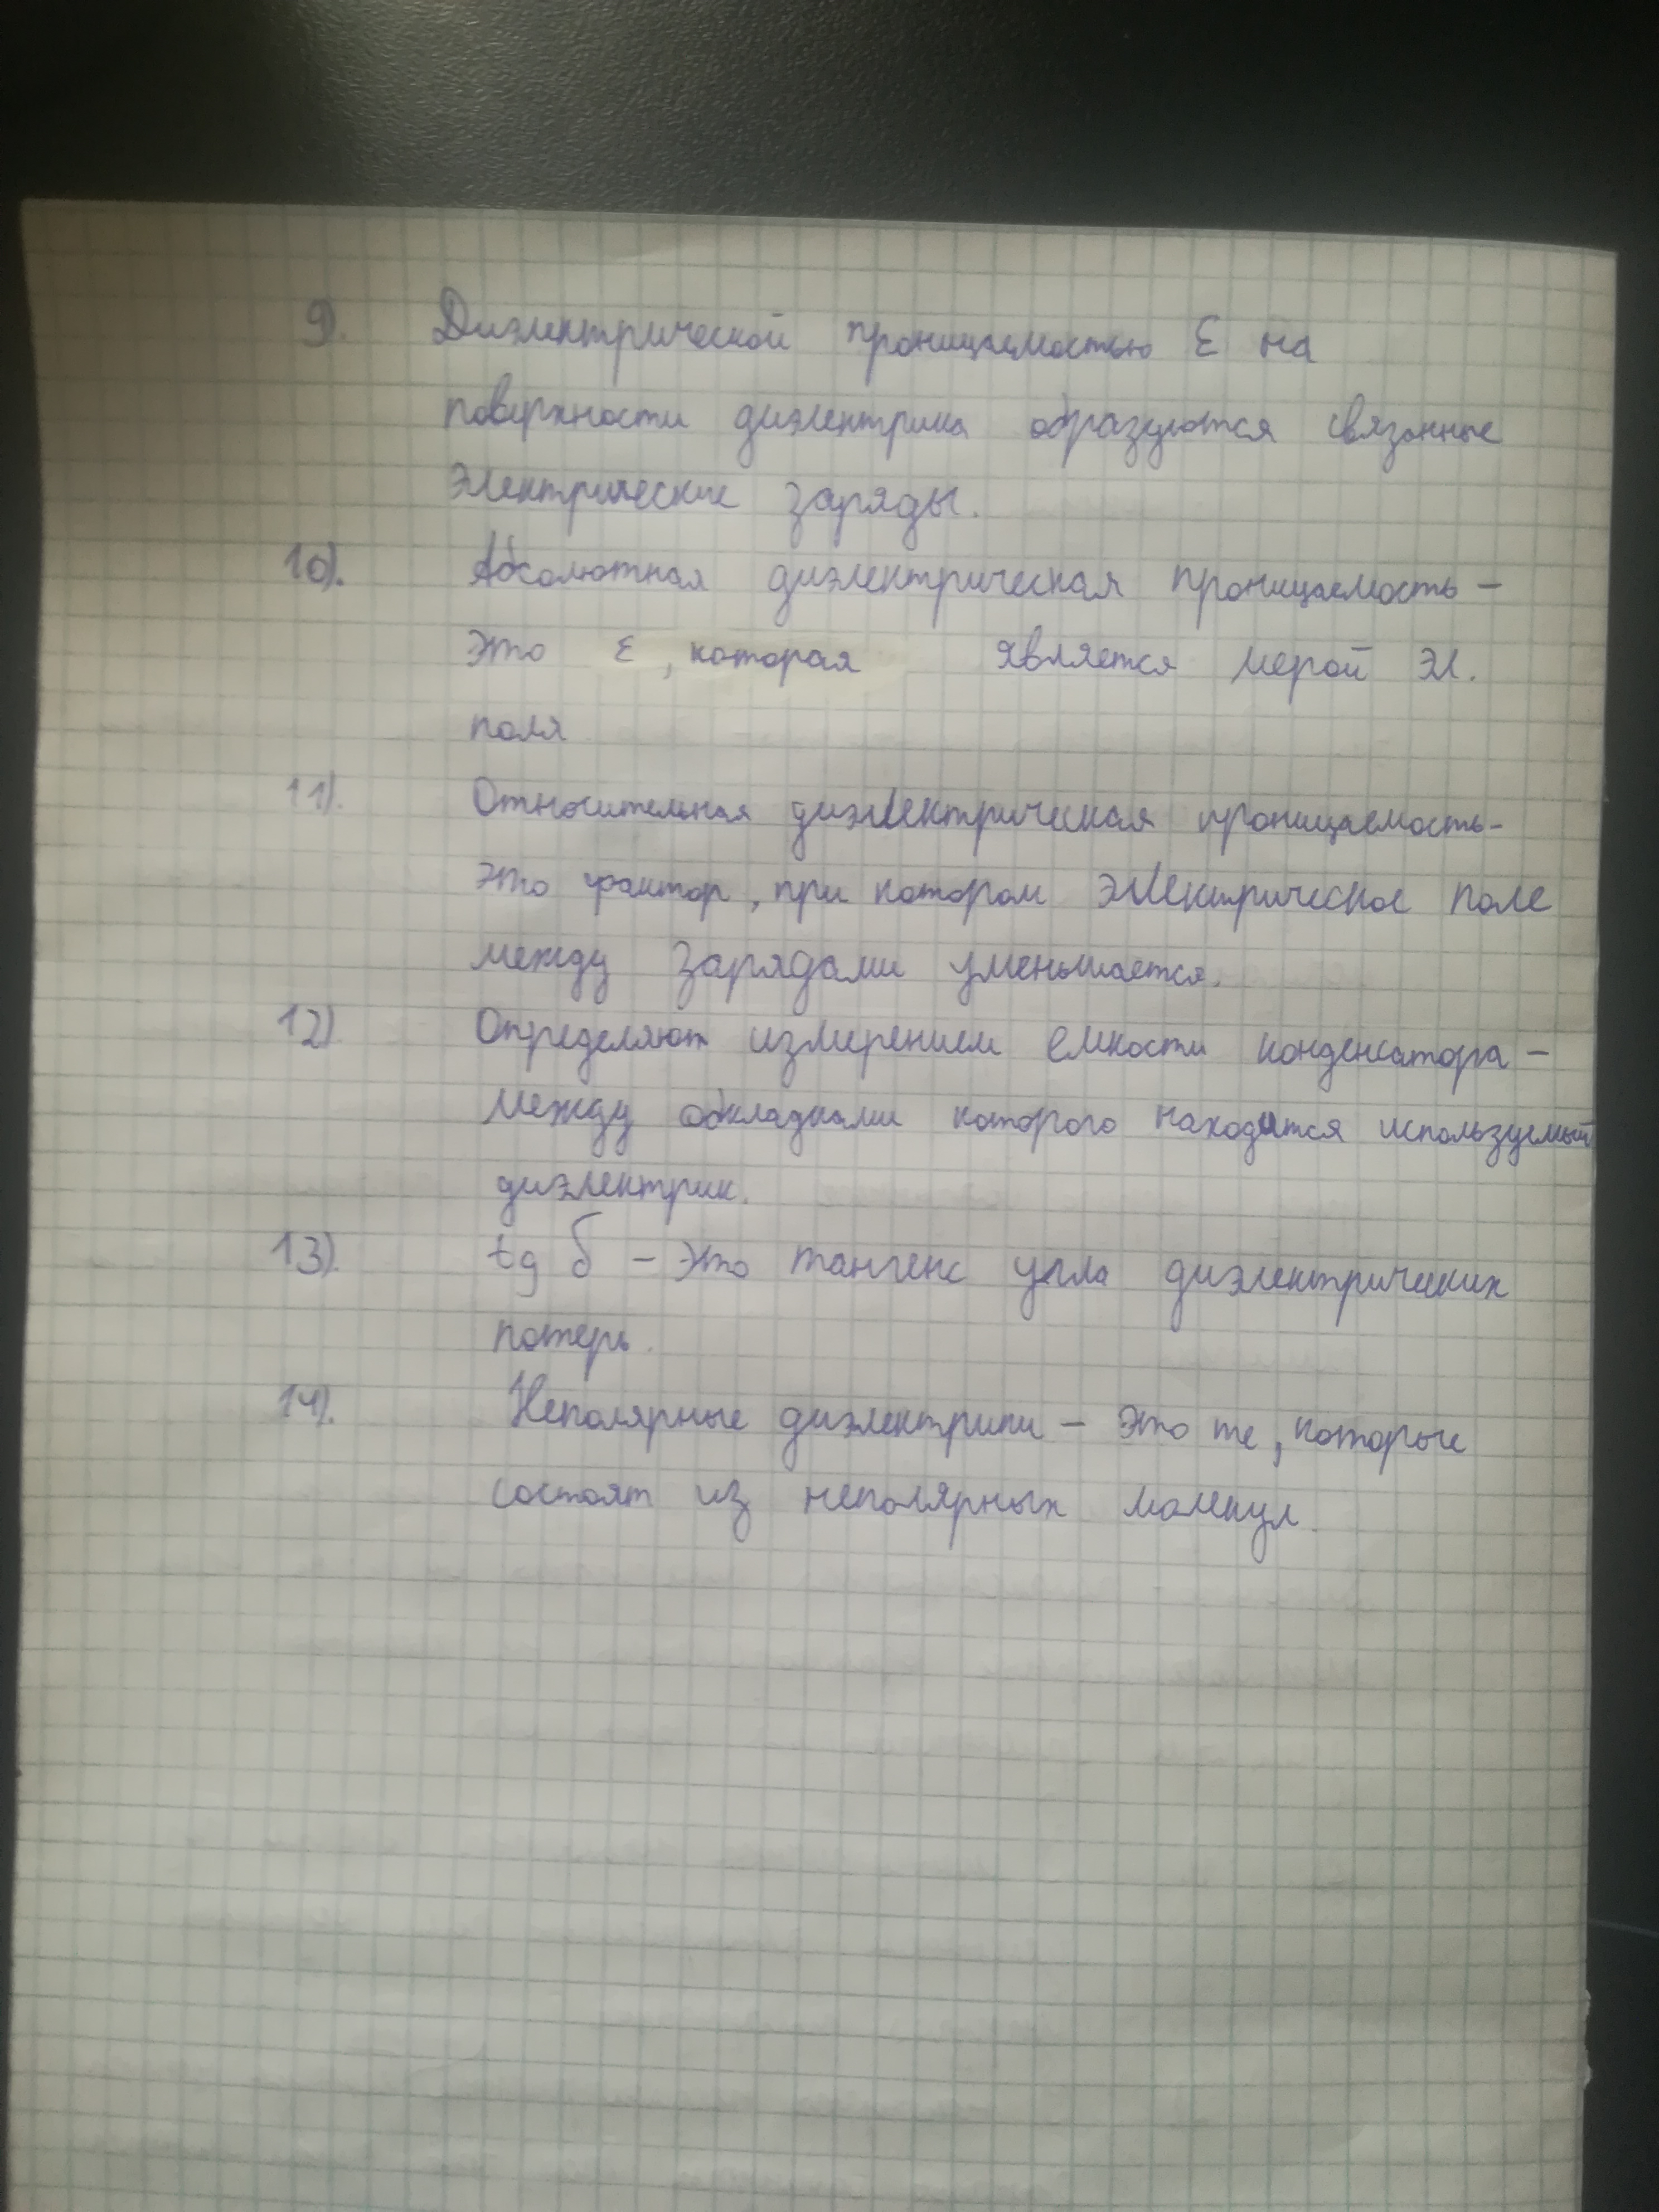 9). Диэлектрической проницаемостью ε на
поверхности диэлектрика образуются связанные
электрические заряды.
10). Абсолютная диэлектрическая проницаемость –
это ε, которая является мерой эл.
поля
11). Относительная диэлектрическая проницаемость-
это фактор, при котором электрическое поле
между зарядами уменьшается.
12) Определяют измерением емкости конденсатора –
между обкладками которого находится используемый
диэлектрик.
13). tg δ – это тангенс угла диэлектрических
потерь.
14). Неполярные диэлектрики – это те, которые
состоят из неполярных молекул.